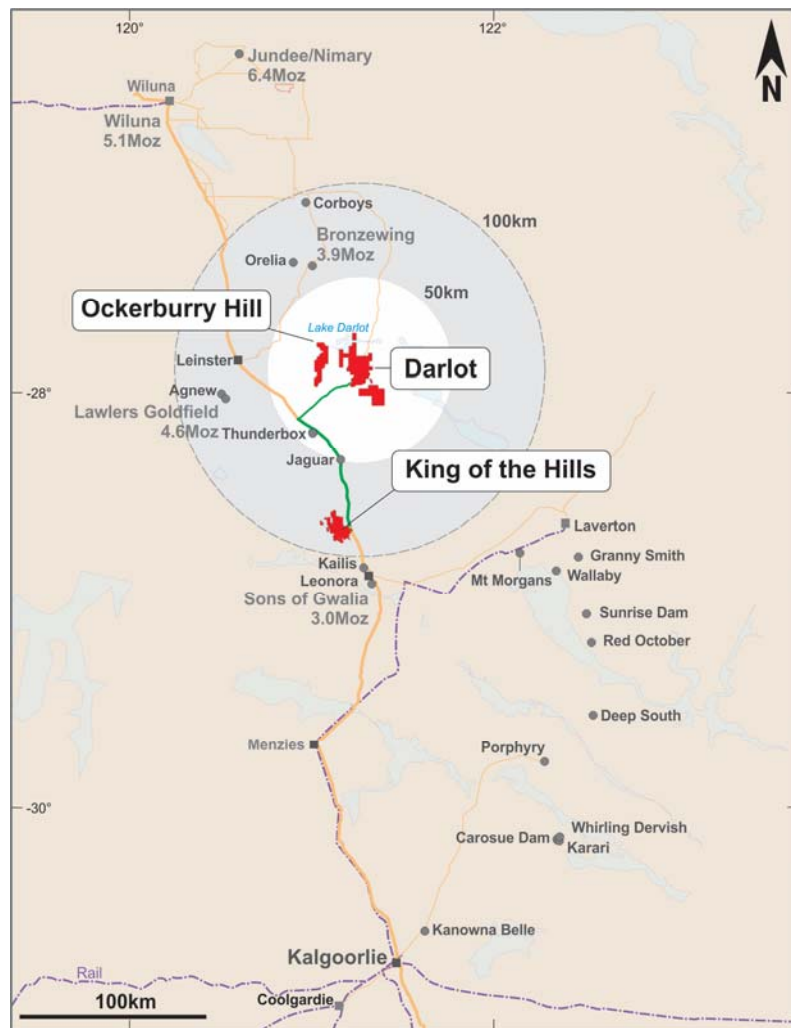 120°
122°
N
Jundee/Nimary
6.4Moz
Wiluna
Wiluna
5.1Moz
Corboys
100km
Bronzewing
3.9Moz
Orelia
50km
Ockerburry Hill
Lake Darlot
Leinster
Darlot
-28°
Agnew
Lawlers Goldfield
4.6Moz
Thunderbox
Jaguar
King of the Hills
Laverton
Granny Smith
Mt Morgans
Wallaby
Kailis
Leonora
Sons of Gwalia
3.0Moz
Sunrise Dam
Red October
Deep South
Menzies
Porphyry
-30°
Whirling Dervish
Carosue Dam
Karari
Kanowna Belle
Kalgoorlie
Rail
Coolgardie
100km